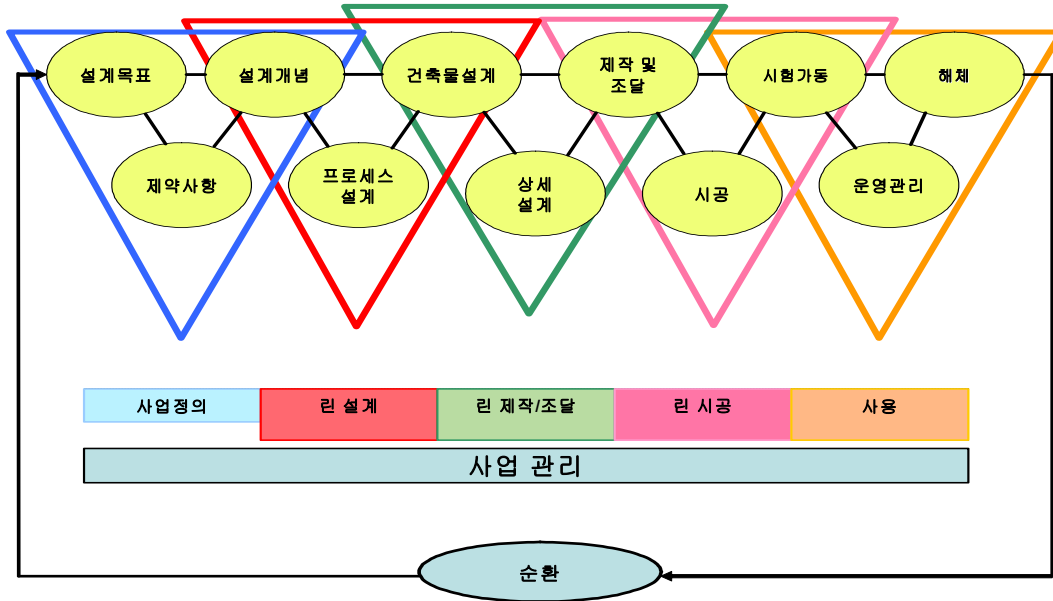 설계목표
설계개념
건축물설계
제작 및
조달
시험가동
해체
제약사항
프로세스
설계
상세
설계
시공
운영관리
사업정의
린 설계
린 제작/조달
린 시공
사용
사업 관리
순환